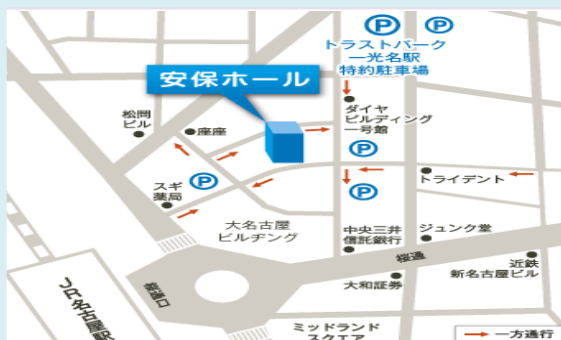 P
P
トラストパーク
一光名駅
特約駐車場
安保ホール
松岡
ビル
座座
ダイヤ
ビルディング
一号館
P
P
P
スギ
薬局
トライデント
大名古屋
ビルヂング
中央三井
信託銀行
ジュンク堂
桜通
近鉄
新名古屋ビル
大和証券
桜通口
JR名古屋駅
ミッドランド
スクエア
一方通行